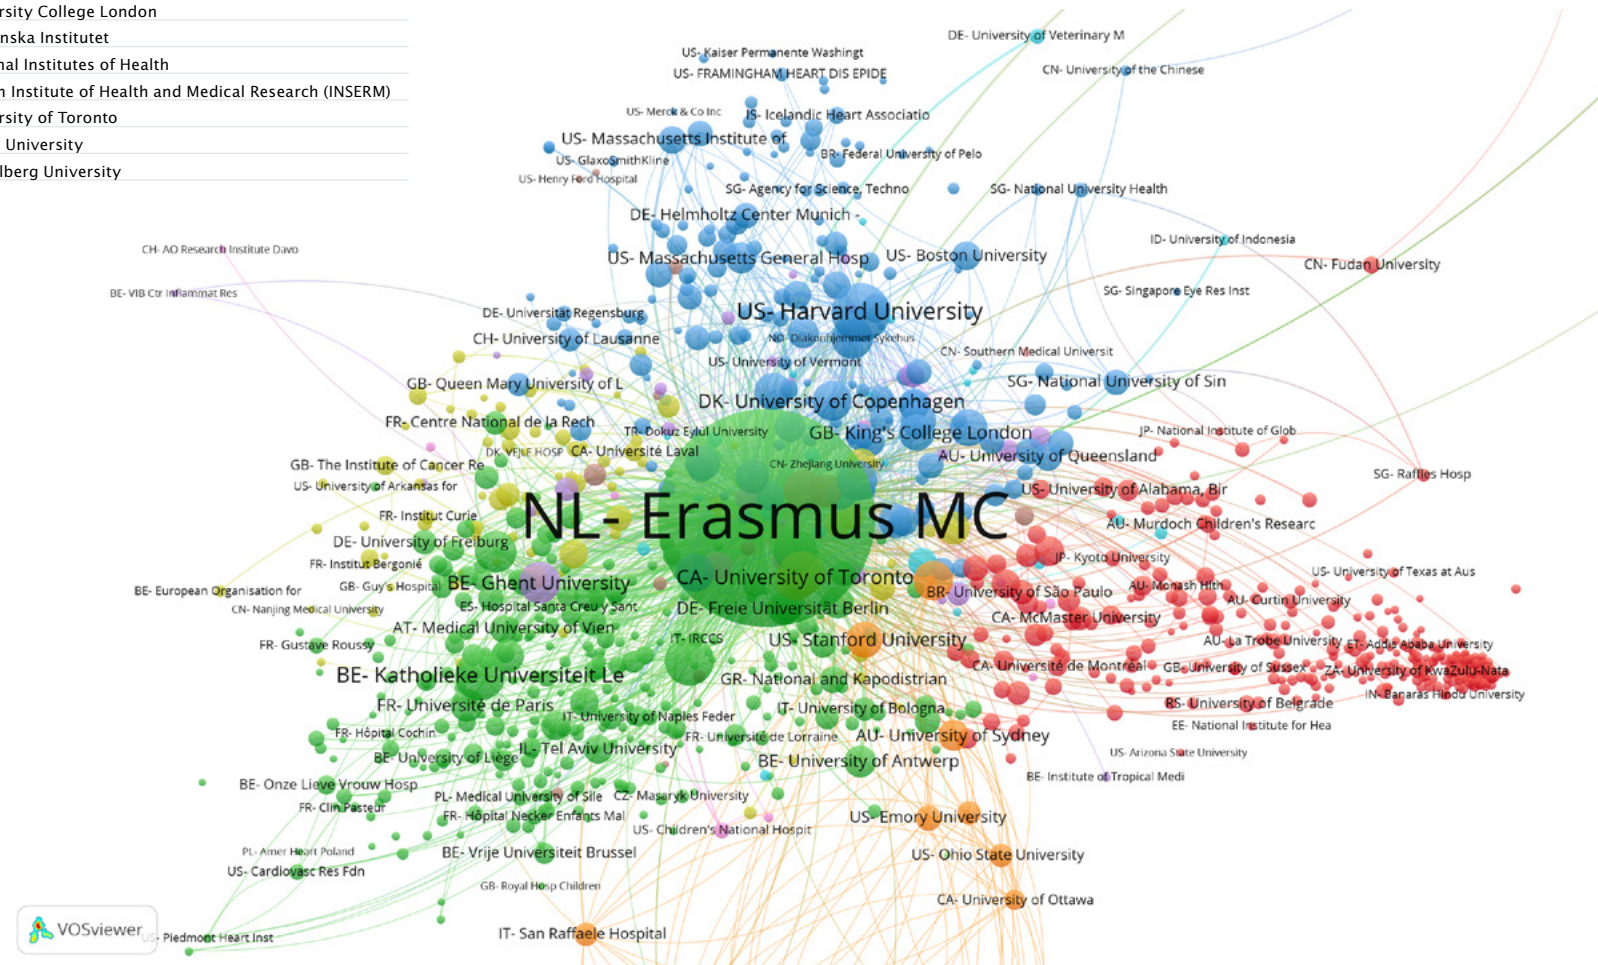 rsity College London
nska Institutet
nal Institutes of Health
n Institute of Health and Medical Research (INSERM)
rsity of Toronto
University
lberg University
DE- University of Veterinary M
US- Kaiser Permanente Washingt
US- FRAMINGHAM HEART DIS EPIDE
CN- University of the Chinese
US- Merck & Co Inc
IS- Icelandic Heart Associatio
US- Massachusetts Institute of
BR- Federal University of Pelo
US- GlaxoSmithKline
US- Henry Ford Hospital
SG- Agency for Science, Techno
SG- National University Health
DE- Helmholtz Center Munich -
ID- University of Indonesia
CH- AO Research Institute Davo
US- Massachusetts General Hosp
US- Boston University
CN- Fudan University
BE- VIB Ctr Inflammat Res
SG- Singapore Eye Res Inst
DE- Universität Regensburg
US- Harvard University
CH- University of Lausanne
NO- Diakonhjemmet Sykehus
CN- Southern Medical Universit
US- University of Vermont
GB- Queen Mary University of L
SG- National University of Sin
DK- University of Copenhagen
FR- Centre National de la Rech
TR- Dokuz Eylül University
GB- King's College London
JP- National Institute of Glob
DK- VEJLE HOSP
CA- Université Laval
AU- University of Queensland
GB- The Institute of Cancer Re
CN- Zhejiang University
SG- Raffles Hosp
US- University of Arkansas for
US- University of Alabama, Bir
FR- Institut Curie
NL- Erasmus MC
AU- Murdoch Children's Researc
DE- University of Freiburg
FR- Institut Bergonié
JP- Kyoto University
US- University of Texas at Aus
BE- European Organisation for
GB- Guy's Hospital
BE- Ghent University
CA- University of Toronto
BR- University of São Paulo
AU- Monash Hlth
AU- Curtin University
CN- Nanjing Medical University
ES- Hospital Santa Creu y Sant
DE- Freie Universität Berlin
CA- McMaster University
AT- Medical University of Vien
FR- Gustave Roussy
IT- IRCCS
US- Stanford University
AU- La Trobe University
ET- Addis Ababa University
BE- Katholieke Universiteit Le
GR- National and Kapodistrian
CA- Université de Montréal
GB- University of Sussex
ZA- University of KwaZulu-Nata
IN- Banaras Hindu University
FR- Université de Paris
IT- University of Naples Feder
IT- University of Bologna
RS- University of Belgrade
FR- Hôpital Cochin
FR- Université de Lorraine
AU- University of Sydney
EE- National Institute for Hea
BE- University of Liège
IL- Tel Aviv University
BE- University of Antwerp
US- Arizona State University
BE- Institute of Tropical Medi
BE- Onze Lieve Vrouw Hosp
PL- Medical University of Sile
CZ- Masaryk University
FR- Clin Pasteur
FR- Hôpital Necker Enfants Mal
US- Children's National Hospit
US- Emory University
PL- Amer Heart Poland
BE- Vrije Universiteit Brussel
US- Ohio State University
US- Cardiovasc Res Fdn
GB- Royal Hosp Children
CA- University of Ottawa
VOSviewer
US- Piedmont Heart Inst
IT- San Raffaele Hospital